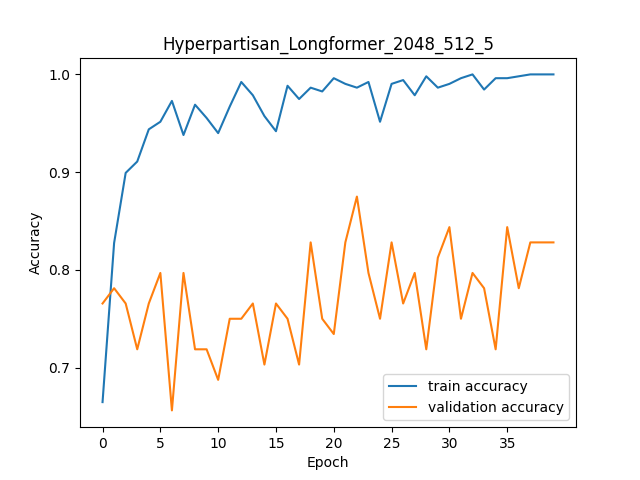 Hyperpartisan_Longformer_2048_512_5
1.0
0.9
0.8
0.7
Accuracy
0 5 10 15 20 25 30 35
Epoch
train accuracy
validation accuracy